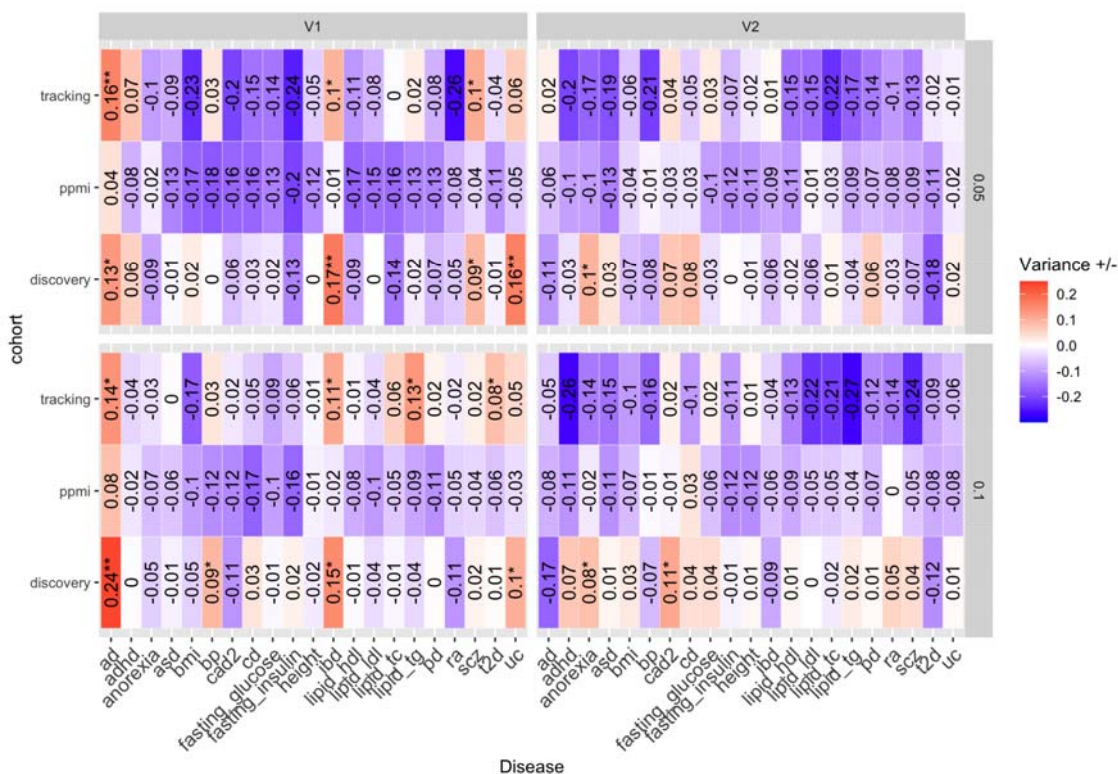 V1 V2
tracking 0.16** 0.07 -0.1 -0.09 -0.23 0.03 -0.2 -0.15 -0.14 -0.24 -0.05 0.1* -0.11 -0.08 0 0.02 -0.08 -0.26 0.1* -0.04 0.06 0.02 -0.2 -0.17 -0.19 -0.06 -0.21 0.04 -0.04 0.03 -0.07 -0.02 0.01 -0.15 -0.15 -0.22 -0.17 -0.14 -0.1 -0.13 -0.02 -0.01
ppmi 0.04 -0.08 -0.02 -0.13 -0.17 -0.18 -0.16 -0.16 -0.13 -0.2 -0.12 -0.01 -0.17 -0.15 -0.16 -0.13 -0.13 -0.08 -0.04 -0.11 -0.05 -0.06 -0.1 -0.1 -0.13 -0.04 -0.01 -0.03 -0.03 -0.1 -0.12 -0.11 -0.09 -0.11 -0.01 -0.03 -0.09 -0.07 -0.08 -0.09 -0.11 -0.02
discovery 0.13* 0.06 -0.09 -0.01 0.02 0 -0.06 -0.03 -0.02 -0.13 0 0.17** -0.09 0 -0.14 -0.02 -0.07 -0.05 0.09* -0.01 0.16** -0.11 -0.03 0.1* 0.03 -0.07 -0.08 0.07 0.08 -0.03 0 -0.01 -0.06 -0.02 -0.06 0.01 -0.04 0.06 -0.03 -0.07 -0.18 0.02
0.05
tracking 0.14* -0.04 -0.03 0 -0.17 0.03 -0.02 -0.05 -0.09 -0.06 -0.01 0.11* -0.01 -0.04 0.06 0.13* -0.02 0.02 -0.02 0.08* 0.05 -0.05 -0.26 -0.14 -0.15 -0.1 -0.16 0.02 -0.1 0.02 -0.11 0.01 -0.04 -0.13 -0.22 -0.21 -0.27 -0.12 -0.14 -0.24 -0.09 -0.06
ppmi 0.08 -0.04 -0.07 -0.06 -0.1 -0.12 -0.12 -0.17 -0.1 -0.16 -0.01 -0.02 -0.08 -0.1 -0.05 -0.09 -0.11 -0.05 -0.04 -0.06 -0.03 -0.08 -0.11 -0.02 -0.11 -0.07 -0.01 -0.01 0.03 -0.06 -0.12 -0.12 -0.06 -0.09 -0.05 -0.05 -0.04 -0.07 0 -0.05 -0.08 -0.08
discovery 0.24** 0 -0.05 -0.01 -0.05 0.09* -0.11 0.03 -0.01 0.02 -0.02 0.15* -0.01 -0.04 -0.01 -0.04 0 -0.11 0.02 0.01 0.1* -0.17 0.07 0.08* 0.01 0.03 -0.07 0.11* 0.04 0.04 -0.01 0.01 -0.09 0.01 0 -0.04 0.02 0.01 0.05 0.04 -0.12 0.01
0.1
cohort
ad adhd anorexia asd bmi bp cad2 cd fasting_glucose fasting_insulin height ibd lipid_hdl lipid_ldl lipid_tc lipid_tg pd ra scz t2d uc ad adhd anorexia asd bmi bp cad2 cd fasting_glucose fasting_insulin height ibd lipid_hdl lipid_ldl lipid_tc lipid_tg pd ra scz t2d uc
Disease
Variance +/-
0.2
0.1
0.0
-0.1
-0.2